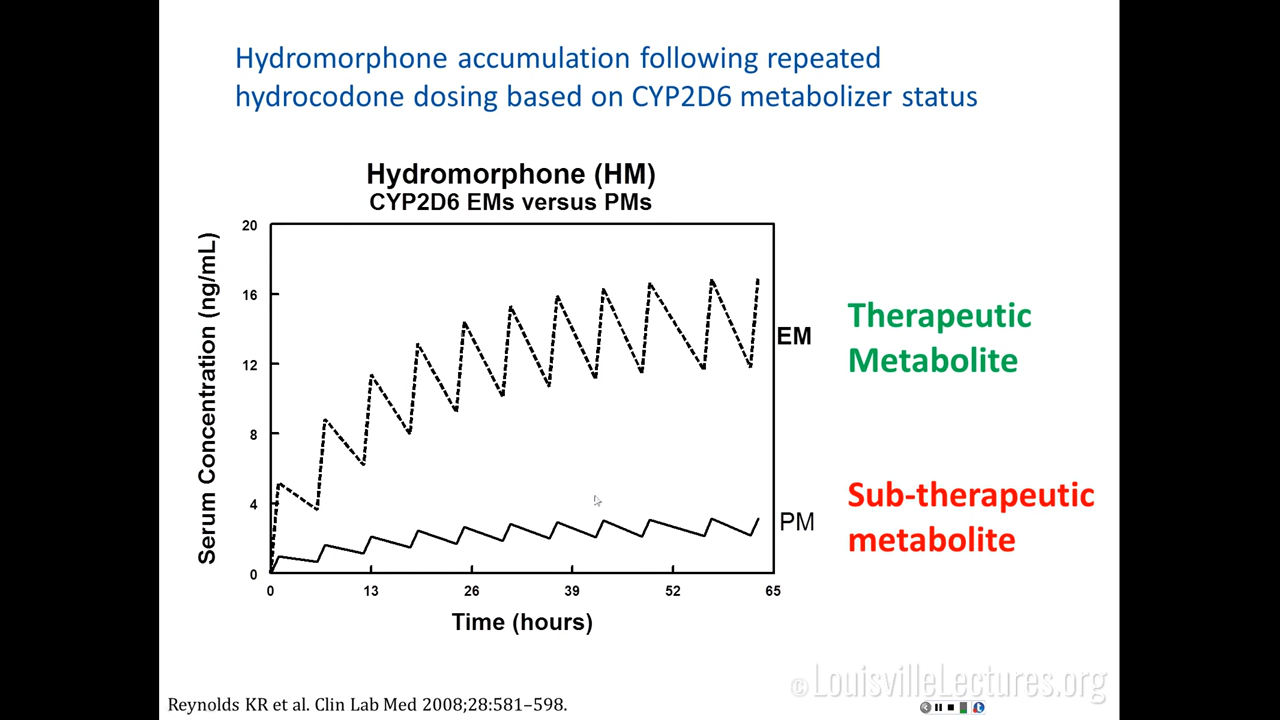 Hydromorphone accumulation following repeated
hydrocodone dosing based on CYP2D6 metabolizer status
Hydromorphone (HM)
CYP2D6 EMs versus PMs
Serum Concentration (ng/mL)
20
16
12
8
4
0
0 13 26 39 52 65
Time (hours)
EM
PM
Therapeutic
Metabolite
Sub-therapeutic
metabolite
Reynolds KR et al. Clin Lab Med 2008;28:581–598.
© LouisvilleLectures.org